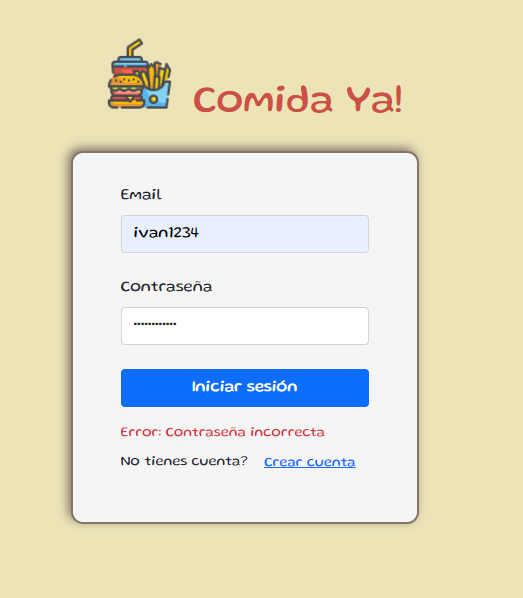 Comida Ya!
Email
ivan1234
Contraseña
............
Iniciar sesión
Error: Contraseña incorrecta
No tienes cuenta? Crear cuenta